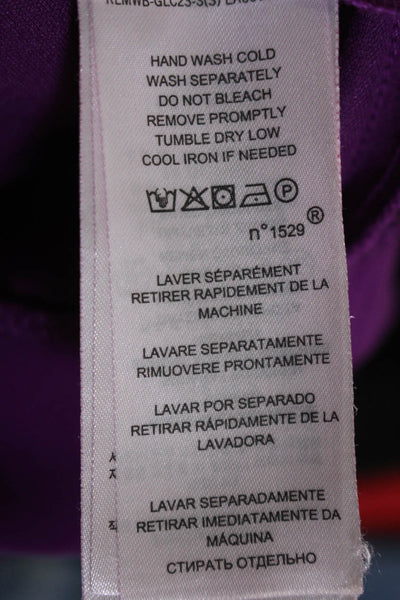 HAND WASH COLD
WASH SEPARATELY
DO NOT BLEACH
REMOVE PROMPTLY
TUMBLE DRY LOW
COOL IRON IF NEEDED
P
n°1529®
LAVER SÉPARÉMENT
RETIRER RAPIDEMENT DE LA
MACHINE
LAVARE SEPARATAMENTE
RIMUOVERE PRONTAMENTE
LAVAR POR SEPARADO
RETIRAR RÁPIDAMENTE DE LA
LAVADORA
LAVAR SEPARADAMENTE
RETIRAR IMEDIATAMENTE DA
MÁQUINA
СТИРАТЬ ОТДЕЛЬНО